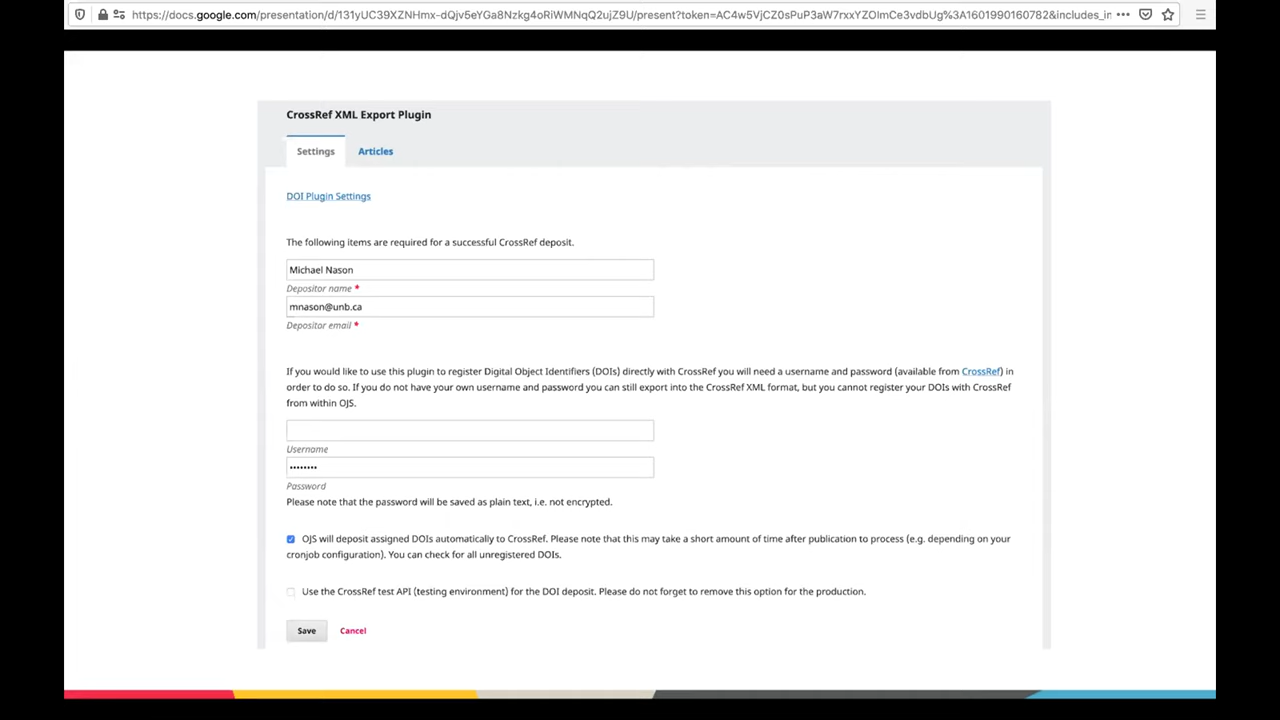 https://docs.google.com/presentation/d/131yUC39XZNHmx-dQjv5eYGa8Nzkg4oRiWMNqQ2ujZ9U/present?token=AC4w5VjCZ0sPuP3aW7rxxYZOlmCe3vdbUg%3A1601990160782&includes_ir
CrossRef XML Export Plugin
Settings
Articles
DOI Plugin Settings
The following items are required for a successful CrossRef deposit.
Michael Nason
Depositor name *
mnason@unb.ca
Depositor email *
If you would like to use this plugin to register Digital Object Identifiers (DOIs) directly with CrossRef you will need a username and password (available from CrossRef) in
order to do so. If you do not have your own username and password you can still export into the CrossRef XML format, but you cannot register your DOIs with CrossRef
from within OJS.
Username
••••••••
Password
Please note that the password will be saved as plain text, i.e. not encrypted.
OJS will deposit assigned DOIs automatically to CrossRef. Please note that this may take a short amount of time after publication to process (e.g. depending on your
cronjob configuration). You can check for all unregistered DOIs.
Use the CrossRef test API (testing environment) for the DOI deposit. Please do not forget to remove this option for the production.
Save
Cancel